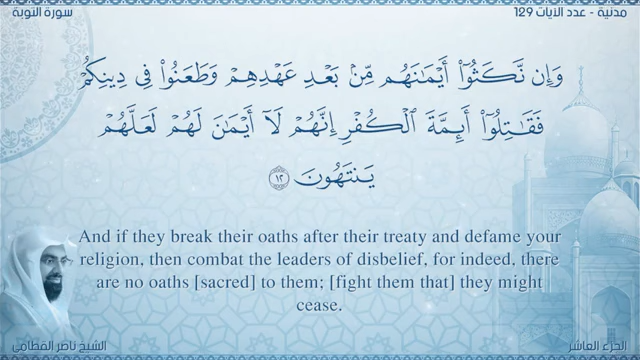 سورة التوبة
مدنية - عدد الآيات 129
وَإِن نَّكَثُوٓا۟ أَيْمَـٰنَهُم مِّنۢ بَعْدِ عَهْدِهِمْ وَطَعَنُوا۟ فِى دِينِكُمْ
فَقَـٰتِلُوٓا۟ أَئِمَّةَ ٱلْكُفْرِ إِنَّهُمْ لَآ أَيْمَـٰنَ لَهُمْ لَعَلَّهُمْ
يَنتَهُونَ ١٢
And if they break their oaths after their treaty and defame your
religion, then combat the leaders of disbelief, for indeed, there
are no oaths [sacred] to them; [fight them that] they might
cease.
الشيخ ناصر القطامي
الجزء العاشر